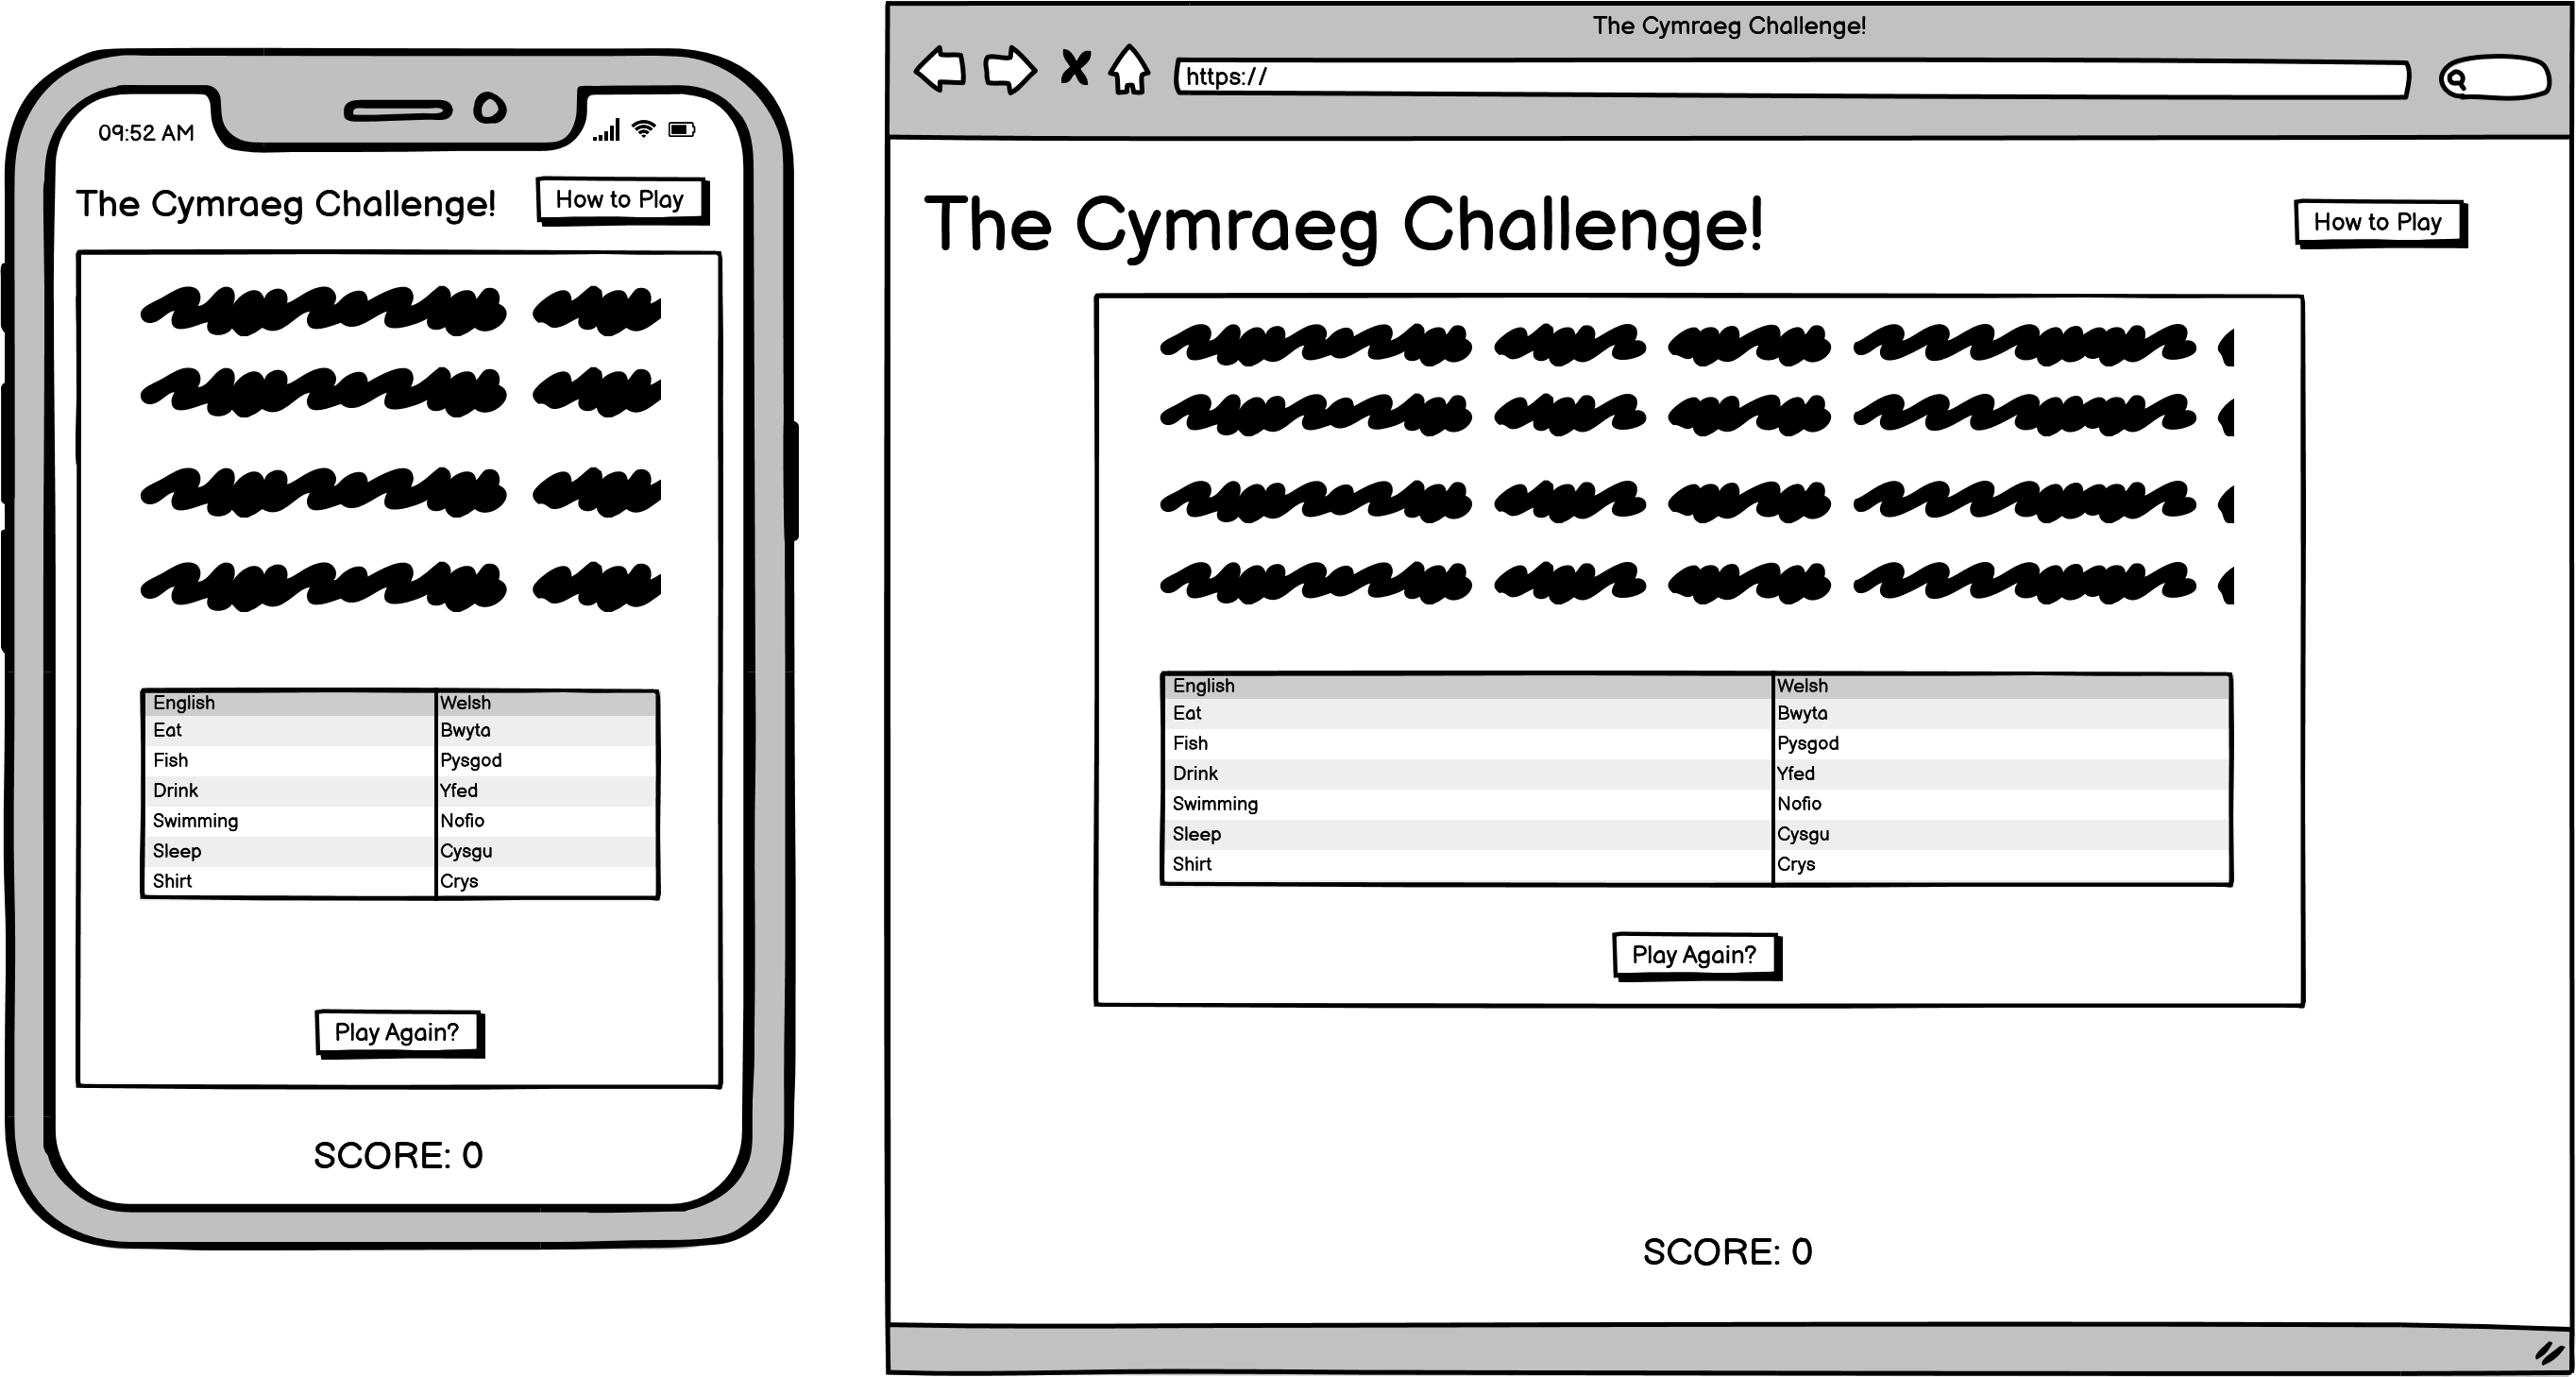 09:52 AM
The Cymraeg Challenge!
How to Play
English Welsh
Eat Bwyta
Fish Pysgod
Drink Yfed
Swimming Nofio
Sleep Cysgu
Shirt Crys
Play Again?
SCORE: 0
The Cymraeg Challenge!
https://
The Cymraeg Challenge!
How to Play
English Welsh
Eat Bwyta
Fish Pysgod
Drink Yfed
Swimming Nofio
Sleep Cysgu
Shirt Crys
Play Again?
SCORE: 0